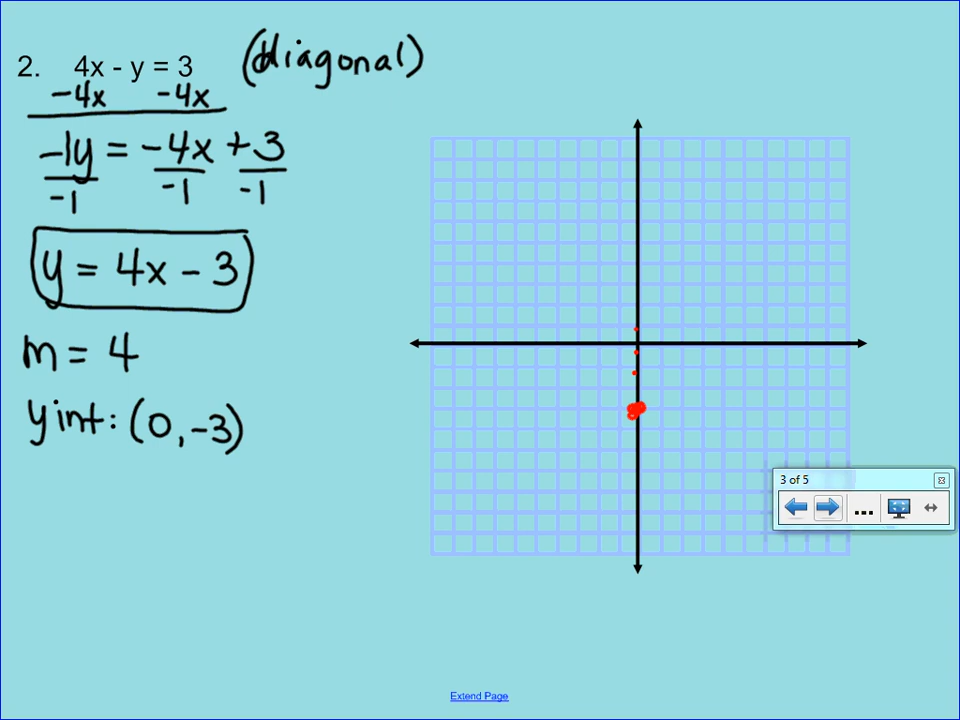 2. 4x - y = 3 (diagonal)
-4x -4x
-1y = -4x + 3
-1 -1 -1
y = 4x - 3
m = 4
y int: (0, -3)
3 of 5
...
Extend Page